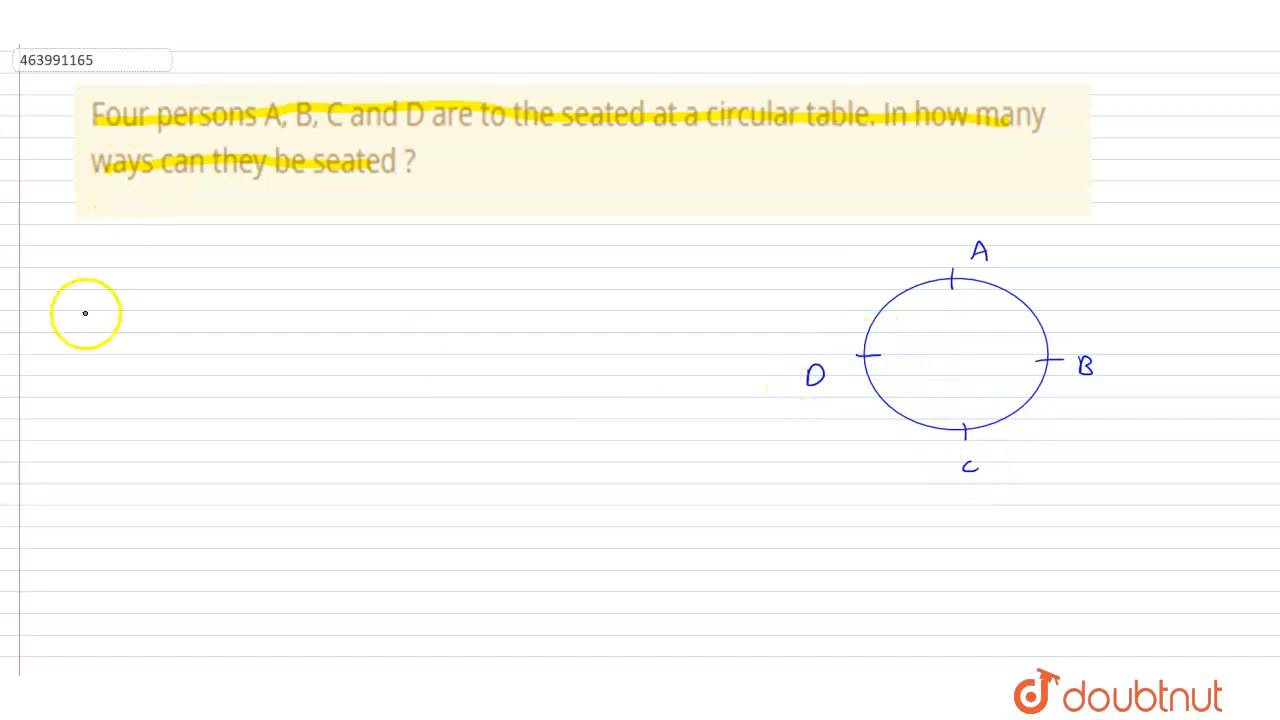 463991165
Four persons A, B, C and D are to the seated at a circular table. In how many
ways can they be seated ?
A
B
D
C
doubtnut